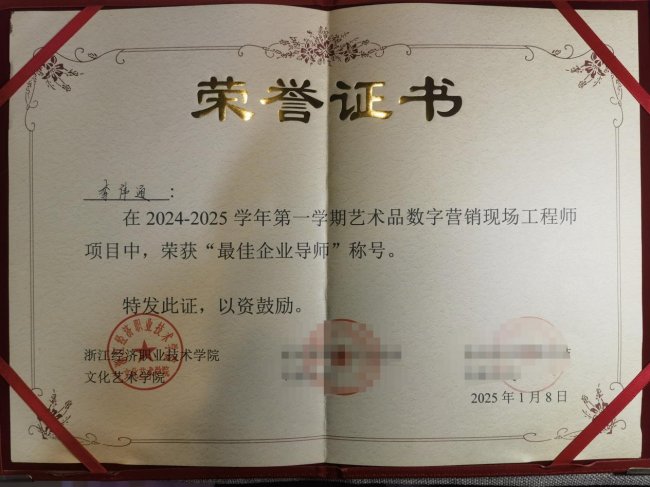 荣誉证书
李萍通：
在 2024-2025 学年第一学期艺术品数字营销现场工程师
项目中，荣获“最佳企业导师”称号。
特发此证，以资鼓励。
浙江经济职业技术学院
文化艺术学院
2025 年 1 月 8 日